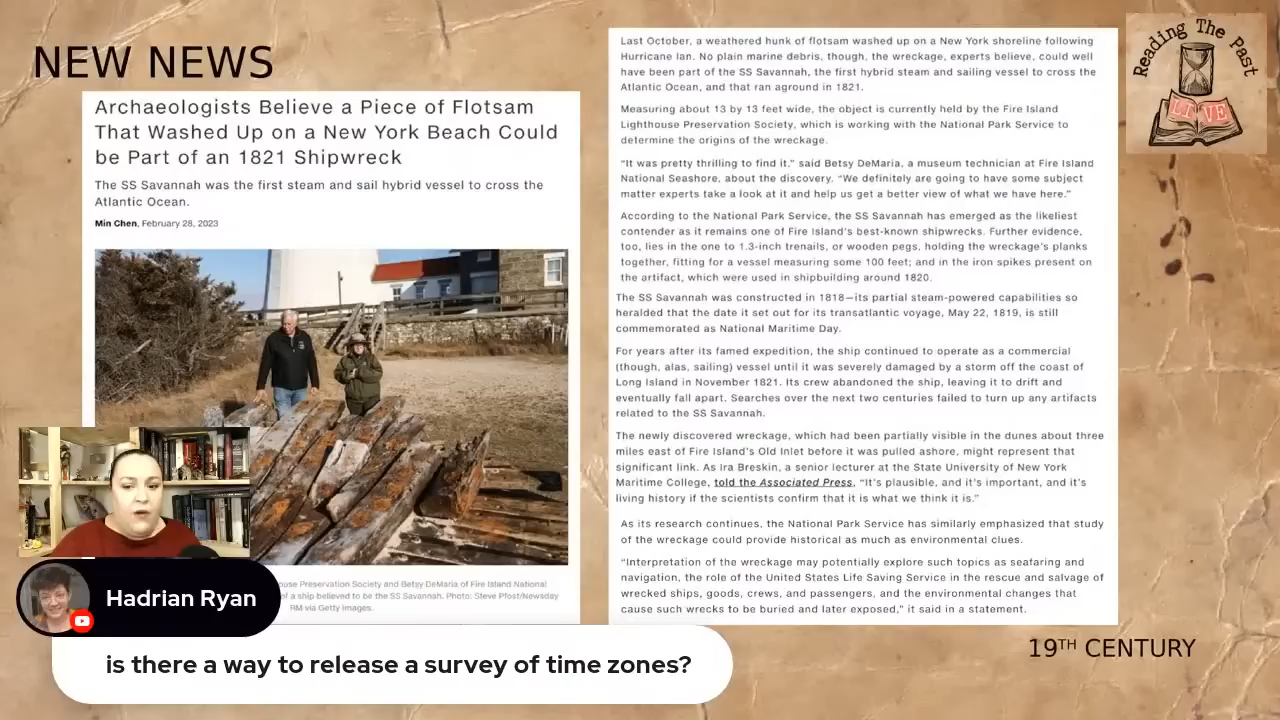 NEW NEWS
Archaeologists Believe a Piece of Flotsam
That Washed Up on a New York Beach Could
be Part of an 1821 Shipwreck
The SS Savannah was the first steam and sail hybrid vessel to cross the
Atlantic Ocean.
Min Chen, February 28, 2023
ouse Preservation Society and Betsy DeMaria of Fire Island National
of a ship believed to be the SS Savannah. Photo: Steve Pfost/Newsday
RM via Getty Images.
Last October, a weathered hunk of flotsam washed up on a New York shoreline following
Hurricane Ian. No plain marine debris, though, the wreckage, experts believe, could well
have been part of the SS Savannah, the first hybrid steam and sailing vessel to cross the
Atlantic Ocean, and that ran aground in 1821.
Measuring about 13 by 13 feet wide, the object is currently held by the Fire Island
Lighthouse Preservation Society, which is working with the National Park Service to
determine the origins of the wreckage.
“It was pretty thrilling to find it.” said Betsy DeMaria, a museum technician at Fire Island
National Seashore, about the discovery. “We definitely are going to have some subject
matter experts take a look at it and help us get a better view of what we have here.”
According to the National Park Service, the SS Savannah has emerged as the likeliest
contender as it remains one of Fire Island's best-known shipwrecks. Further evidence,
too, lies in the one to 1.3-inch trenails, or wooden pegs, holding the wreckage's planks
together, fitting for a vessel measuring some 100 feet; and in the iron spikes present on
the artifact, which were used in shipbuilding around 1820.
The SS Savannah was constructed in 1818—its partial steam-powered capabilities so
heralded that the date it set out for its transatlantic voyage, May 22, 1819, is still
commemorated as National Maritime Day.
For years after its famed expedition, the ship continued to operate as a commercial
(though, alas, sailing) vessel until it was severely damaged by a storm off the coast of
Long Island in November 1821. Its crew abandoned the ship, leaving it to drift and
eventually fall apart. Searches over the next two centuries failed to turn up any artifacts
related to the SS Savannah.
The newly discovered wreckage, which had been partially visible in the dunes about three
miles east of Fire Island's Old Inlet before it was pulled ashore, might represent that
significant link. As Ira Breskin, a senior lecturer at the State University of New York
Maritime College, told the Associated Press, “It's plausible, and it's important, and it's
living history if the scientists confirm that it is what we think it is.”
As its research continues, the National Park Service has similarly emphasized that study
of the wreckage could provide historical as much as environmental clues.
“Interpretation of the wreckage may potentially explore such topics as seafaring and
navigation, the role of the United States Life Saving Service in the rescue and salvage of
wrecked ships, goods, crews, and passengers, and the environmental changes that
cause such wrecks to be buried and later exposed,” it said in a statement.
Reading The Past
LIVE
19TH CENTURY
Hadrian Ryan
is there a way to release a survey of time zones?